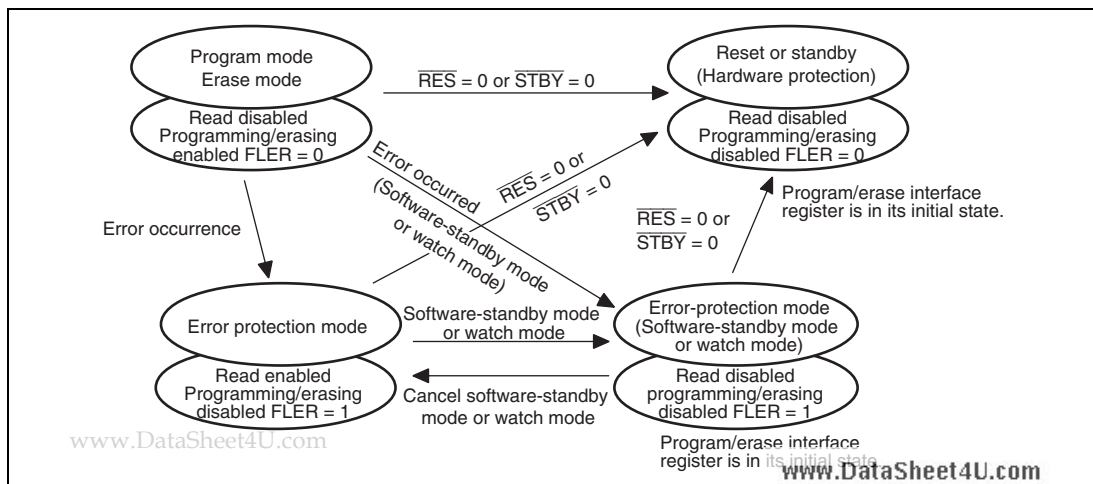 Program mode
Erase mode
Read disabled
Programming/erasing
enabled FLER = 0
RES = 0 or STBY = 0
Reset or standby
(Hardware protection)
Read disabled
Programming/erasing
disabled FLER = 0
Program/erase interface
register is in its initial state.
Error occurrence
Error occurred
(Software-standby mode
or watch mode)
RES = 0 or
STBY = 0
RES = 0 or
STBY = 0
Error protection mode
Read enabled
Programming/erasing
disabled FLER = 1
Software-standby mode
or watch mode
Cancel software-standby
mode or watch mode
Error-protection mode
(Software-standby mode
or watch mode)
Read disabled
programming/erasing
disabled FLER = 1
Program/erase interface
register is in its initial state.
www.DataSheet4U.com
www.DataSheet4U.com